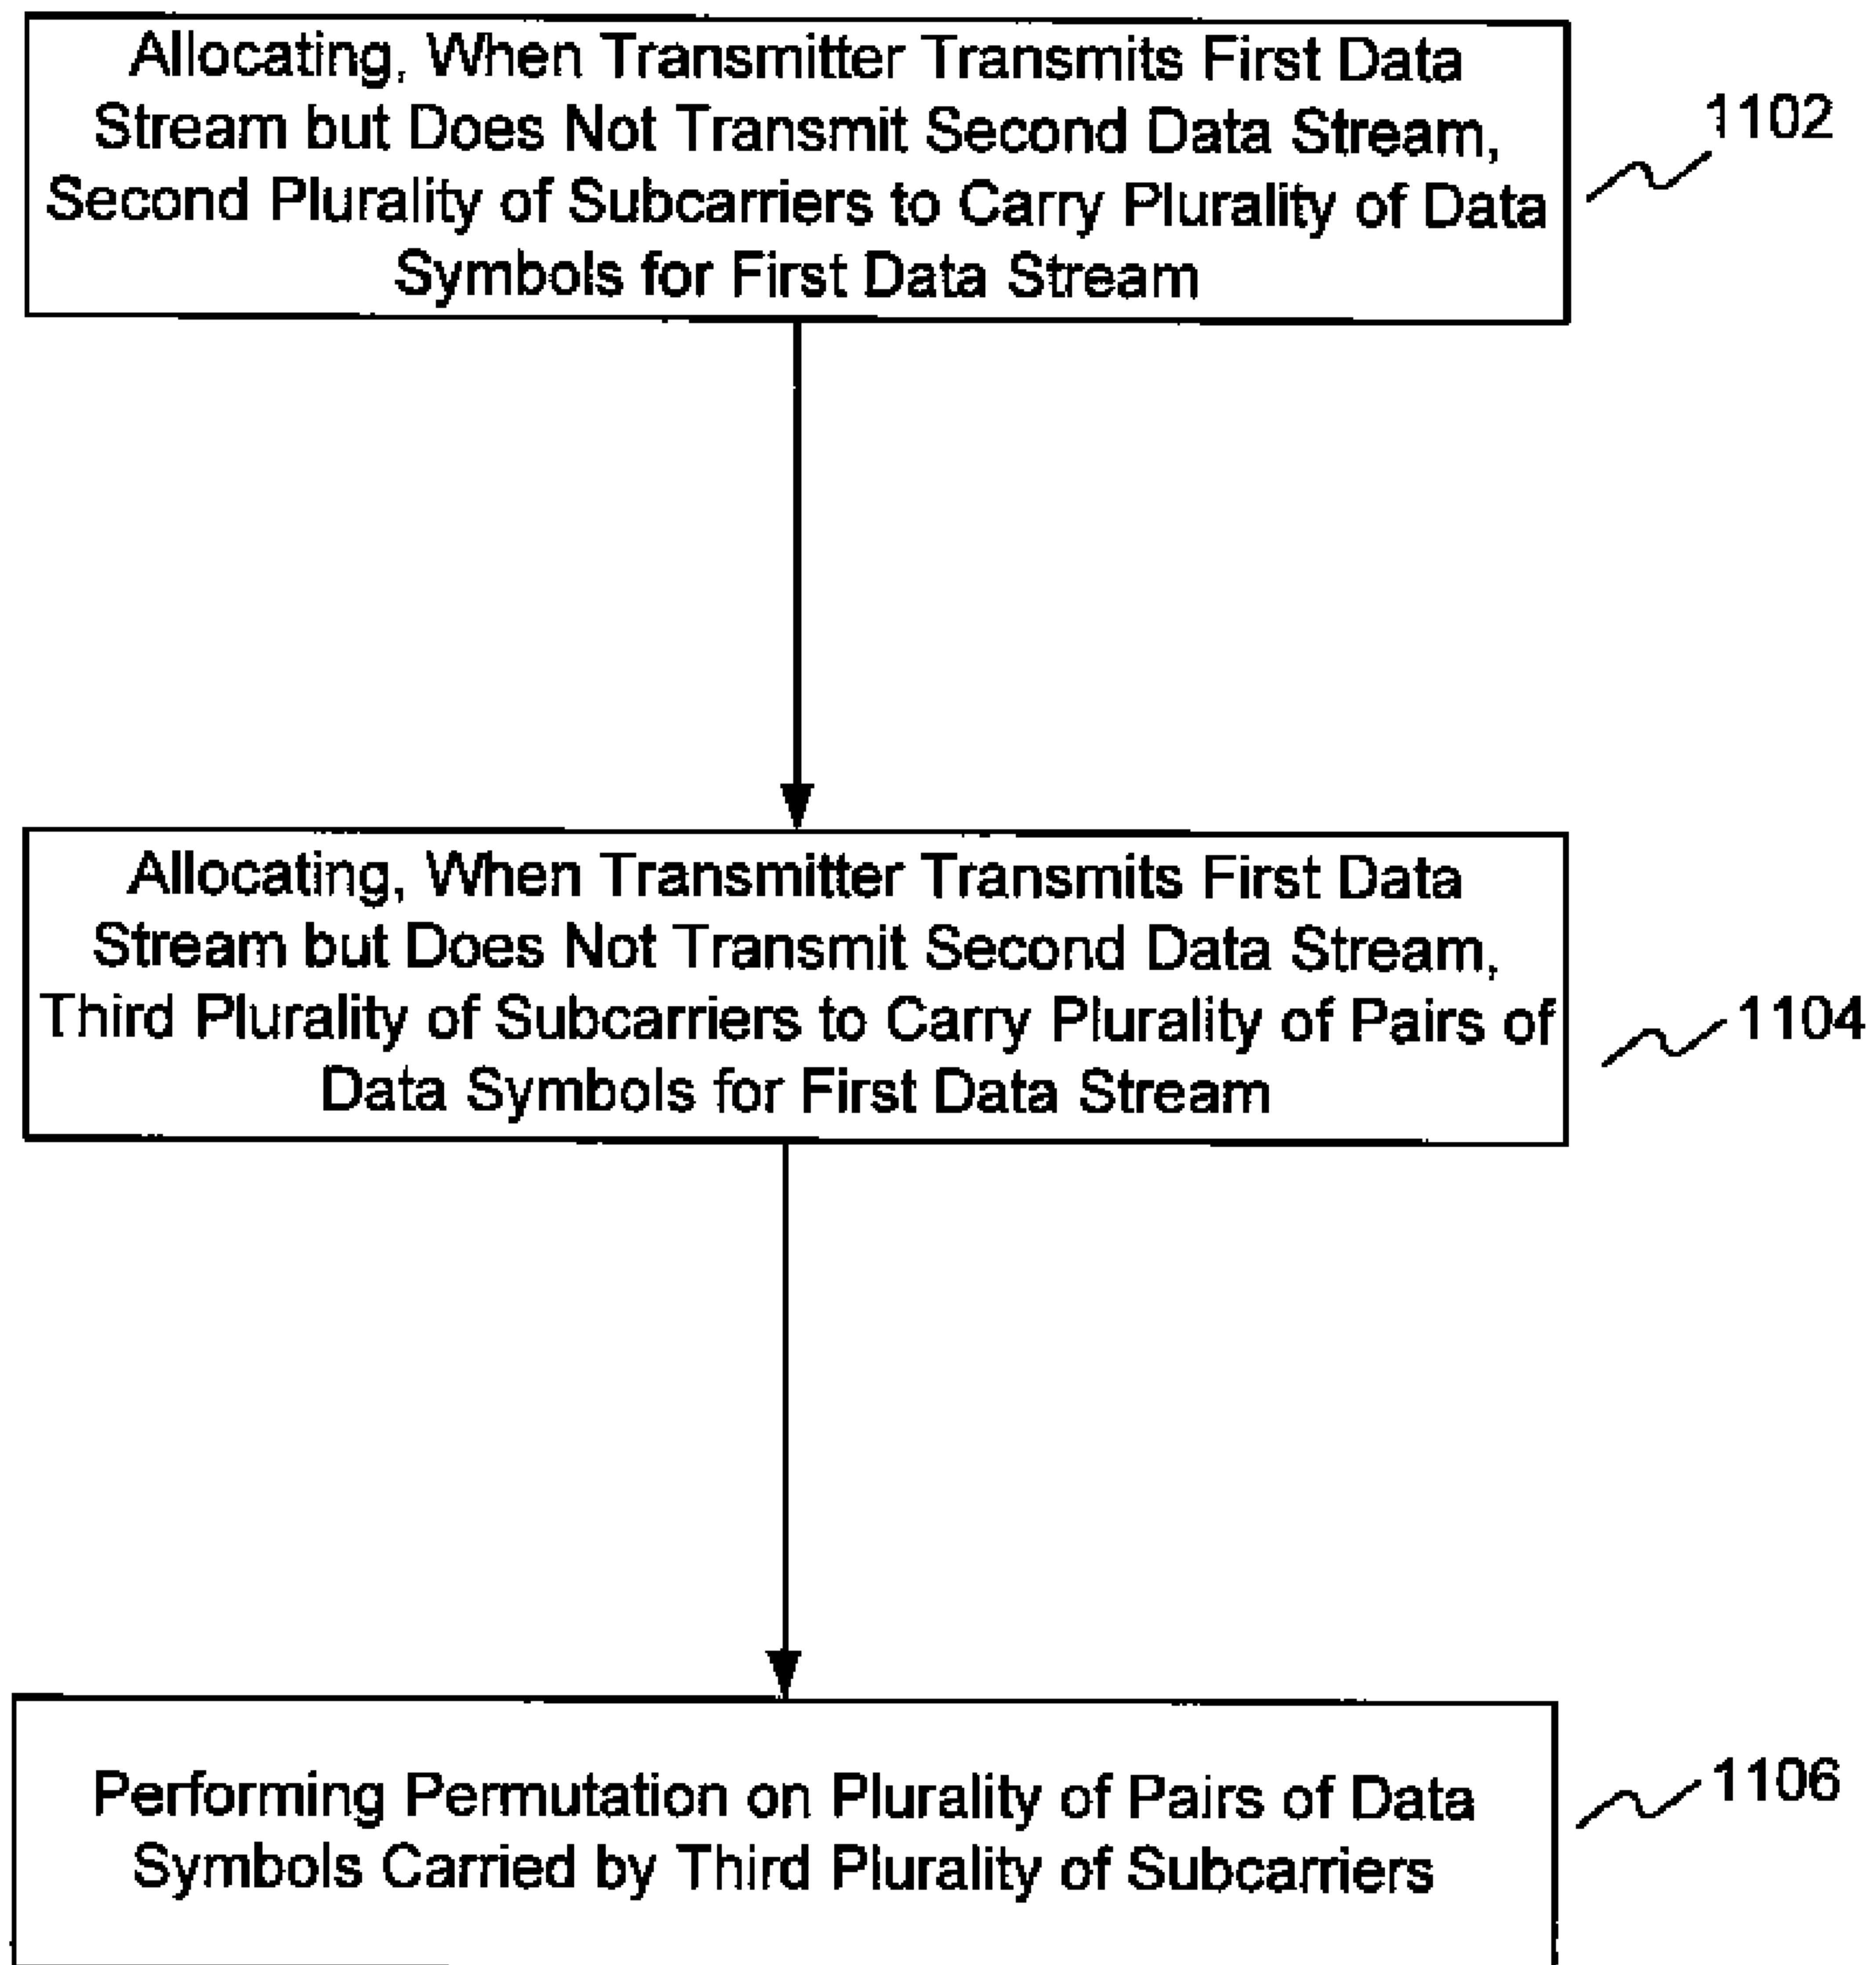 Allocating, When Transmitter Transmits First Data
Stream but Does Not Transmit Second Data Stream,
Second Plurality of Subcarriers to Carry Plurality of Data
Symbols for First Data Stream
1102
Allocating, When Transmitter Transmits First Data
Stream but Does Not Transmit Second Data Stream,
Third Plurality of Subcarriers to Carry Plurality of Pairs of
Data Symbols for First Data Stream
1104
Performing Permutation on Plurality of Pairs of Data
Symbols Carried by Third Plurality of Subcarriers
1106